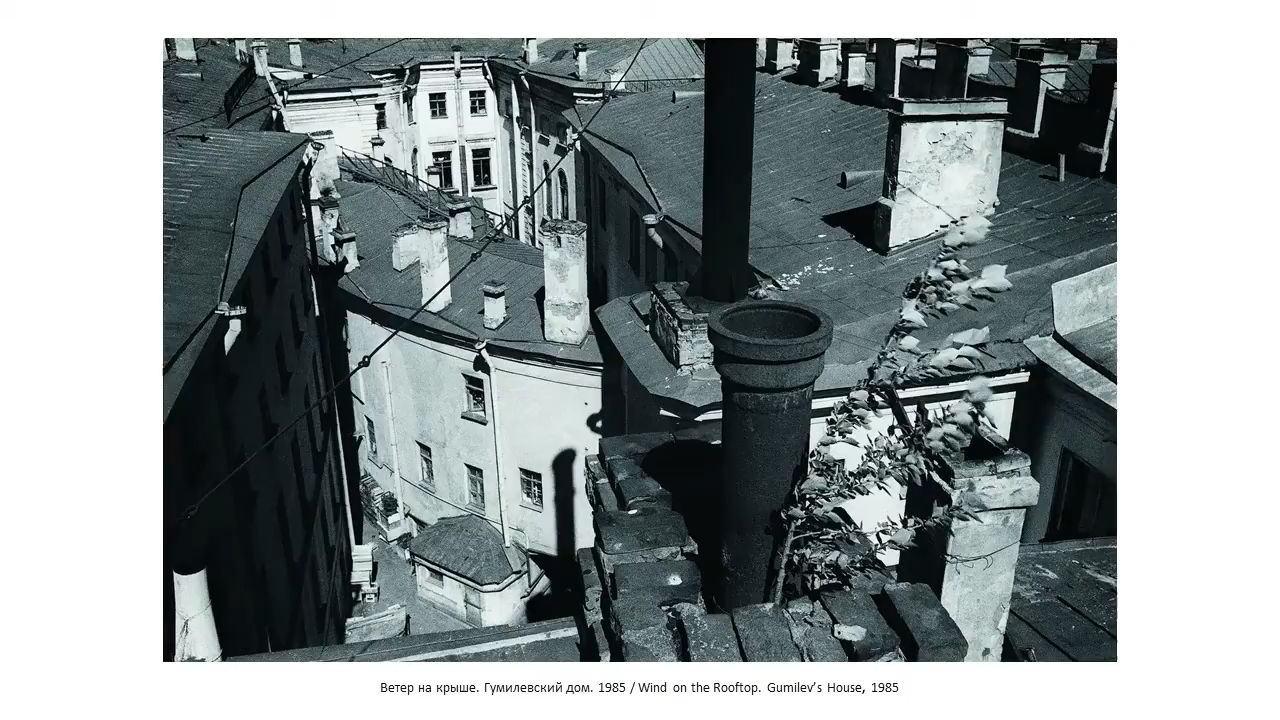 Ветер на крыше. Гумилевский дом. 1985 / Wind on the Rooftop. Gumilev’s House, 1985